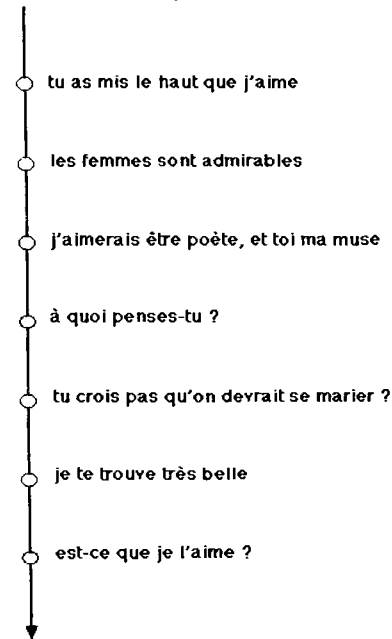 tu as mis le haut que j'aime
les femmes sont admirables
j'aimerais être poète, et toi ma muse
à quoi penses-tu ?
tu crois pas qu'on devrait se marier ?
je te trouve très belle
est-ce que je l'aime ?